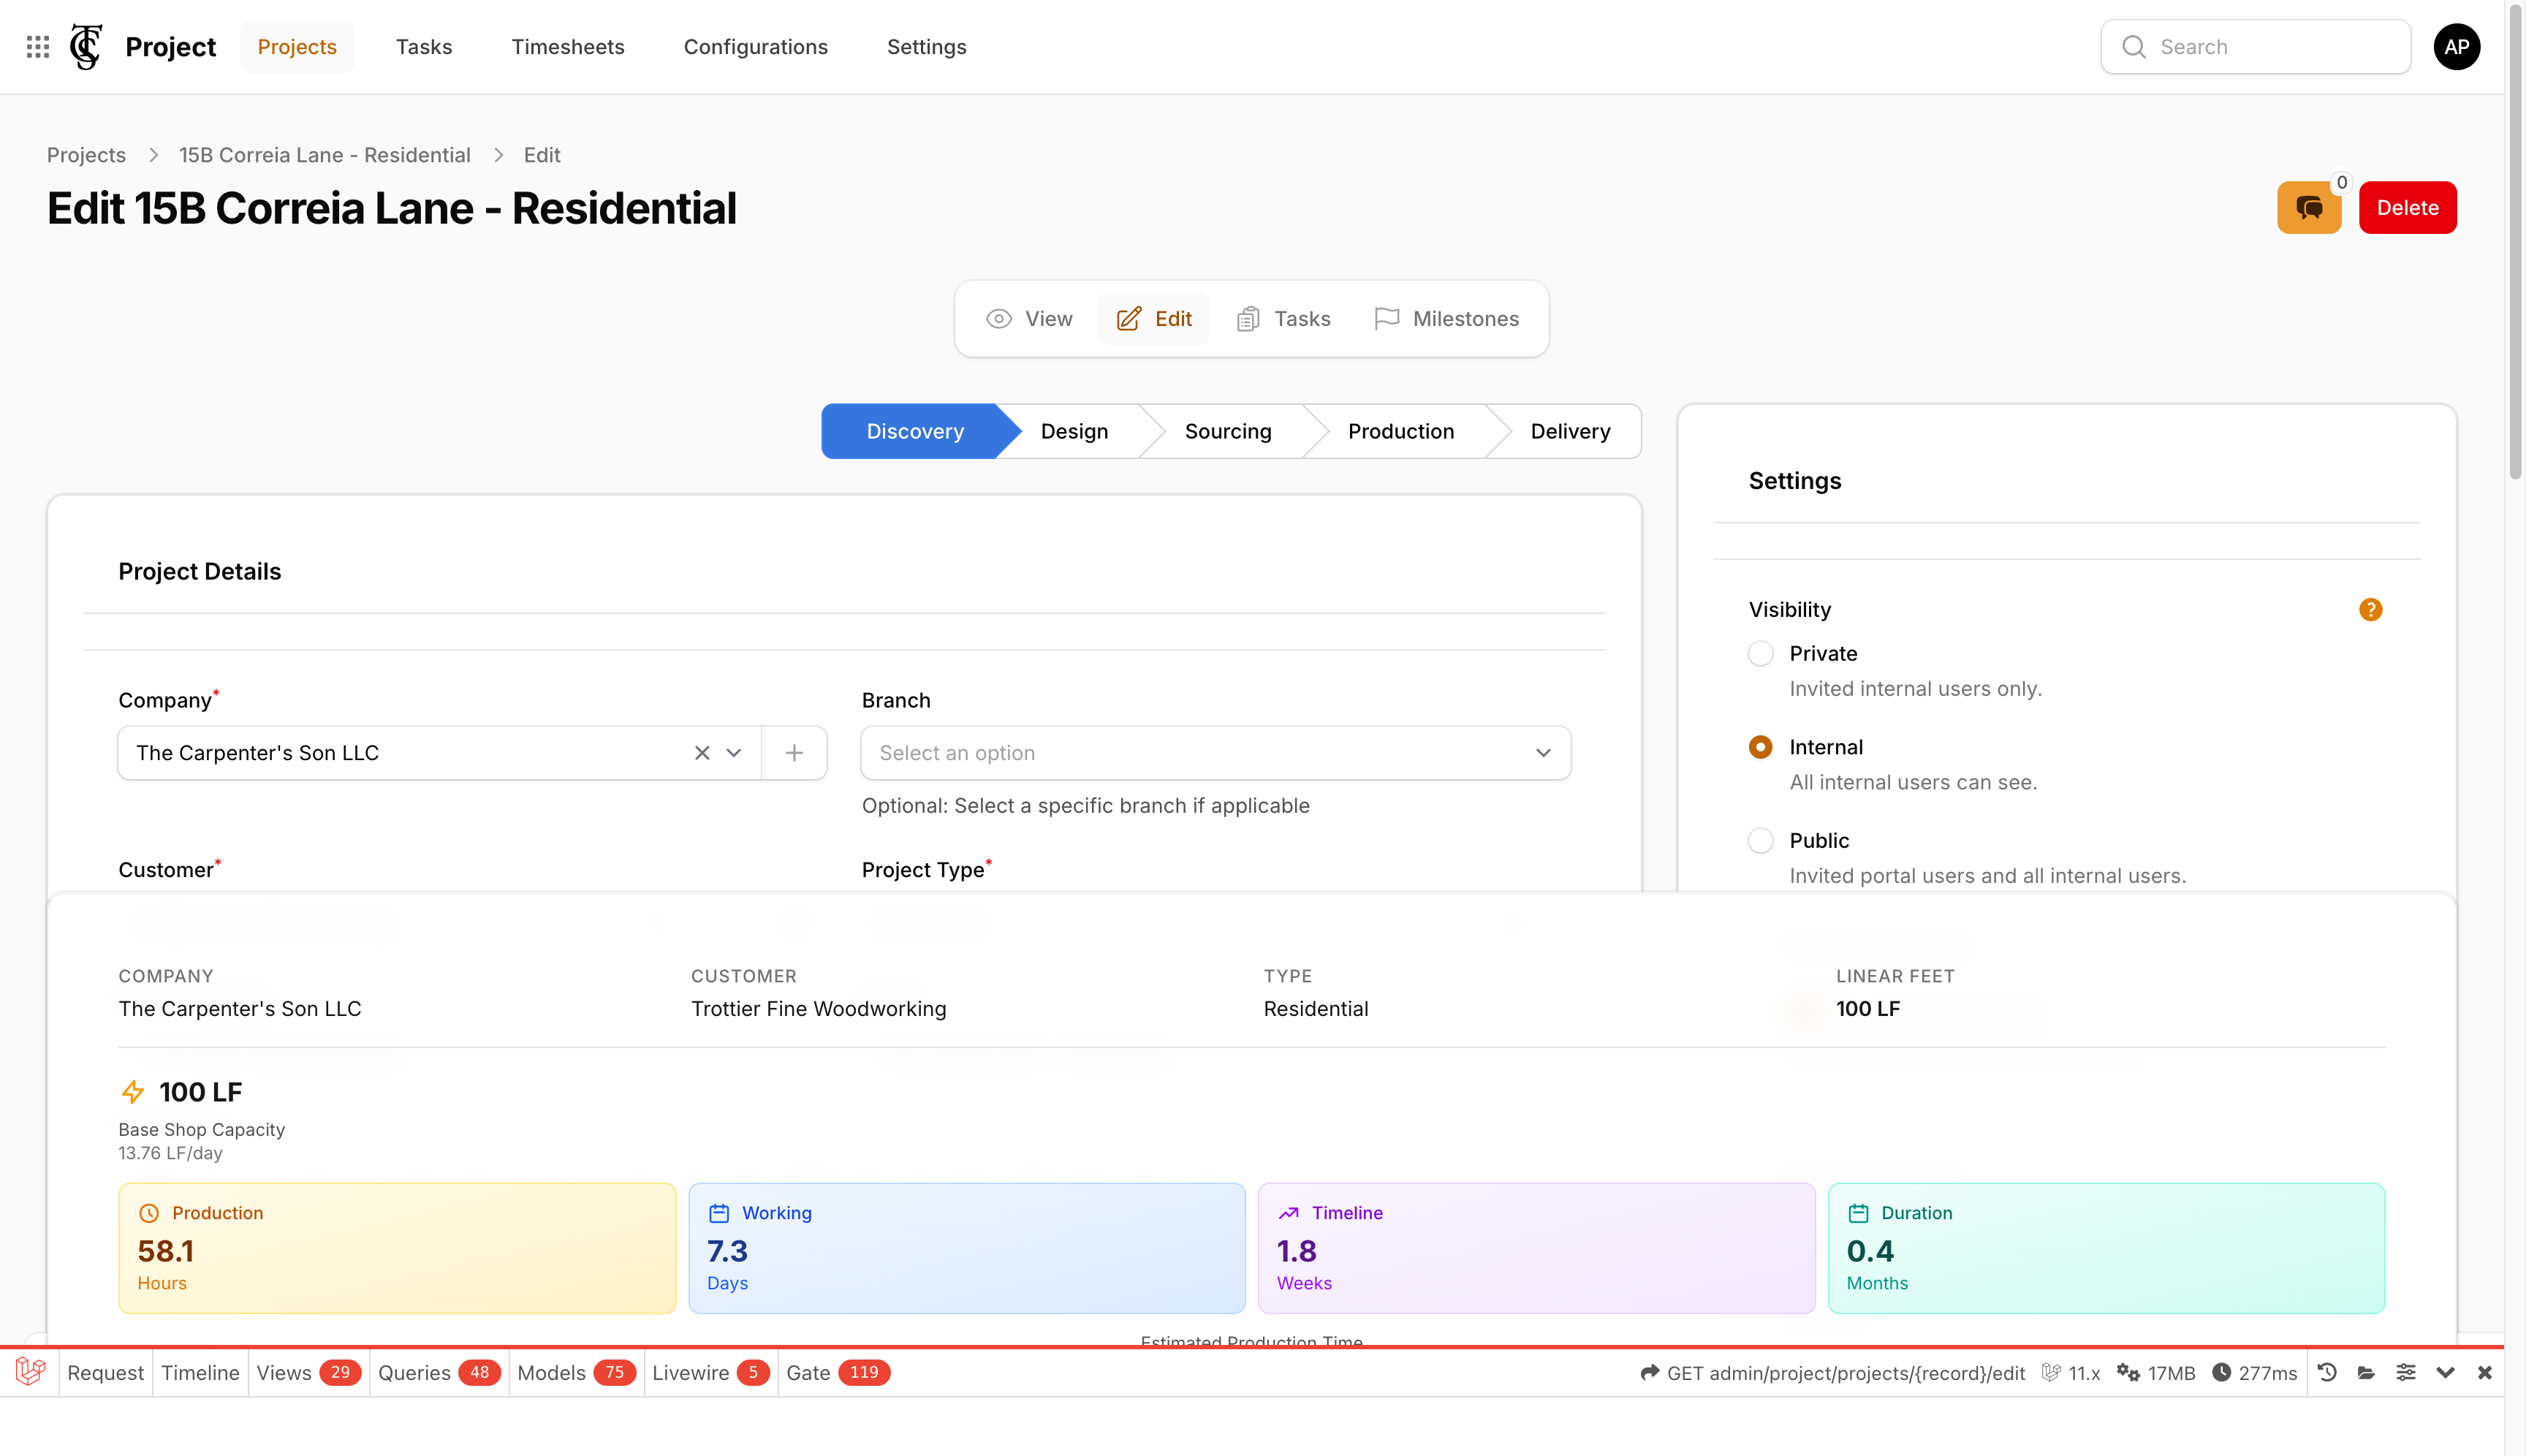 Project
Projects
Tasks
Timesheets
Configurations
Settings
Search
AP
Projects > 15B Correia Lane - Residential > Edit
Edit 15B Correia Lane - Residential
0
Delete
View
Edit
Tasks
Milestones
Discovery
Design
Sourcing
Production
Delivery
Project Details
Company*
The Carpenter's Son LLC
Branch
Select an option
Optional: Select a specific branch if applicable
Customer*
Project Type*
Settings
Visibility
?
Private
Invited internal users only.
Internal
All internal users can see.
Public
Invited portal users and all internal users.
COMPANY
The Carpenter's Son LLC
CUSTOMER
Trottier Fine Woodworking
TYPE
Residential
LINEAR FEET
100 LF
100 LF
Base Shop Capacity
13.76 LF/day
Production
58.1
Hours
Working
7.3
Days
Timeline
1.8
Weeks
Duration
0.4
Months
Estimated Production Time
Request
Timeline
Views 29
Queries 48
Models 75
Livewire 5
Gate 119
GET admin/project/projects/{record}/edit
11.x
17MB
277ms